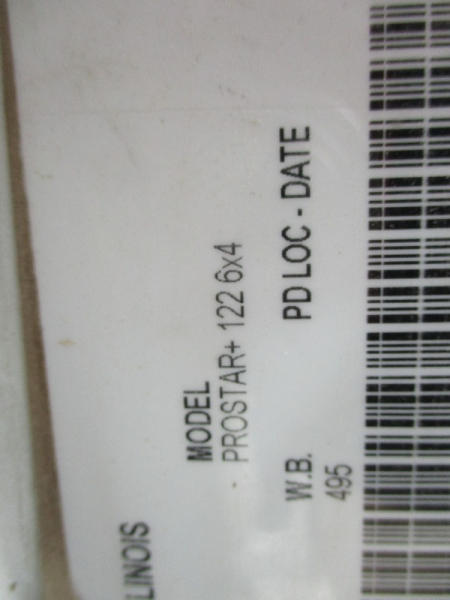 LINOIS
MODEL
PROSTAR+ 122 6x4
W.B. PD LOC - DATE
495